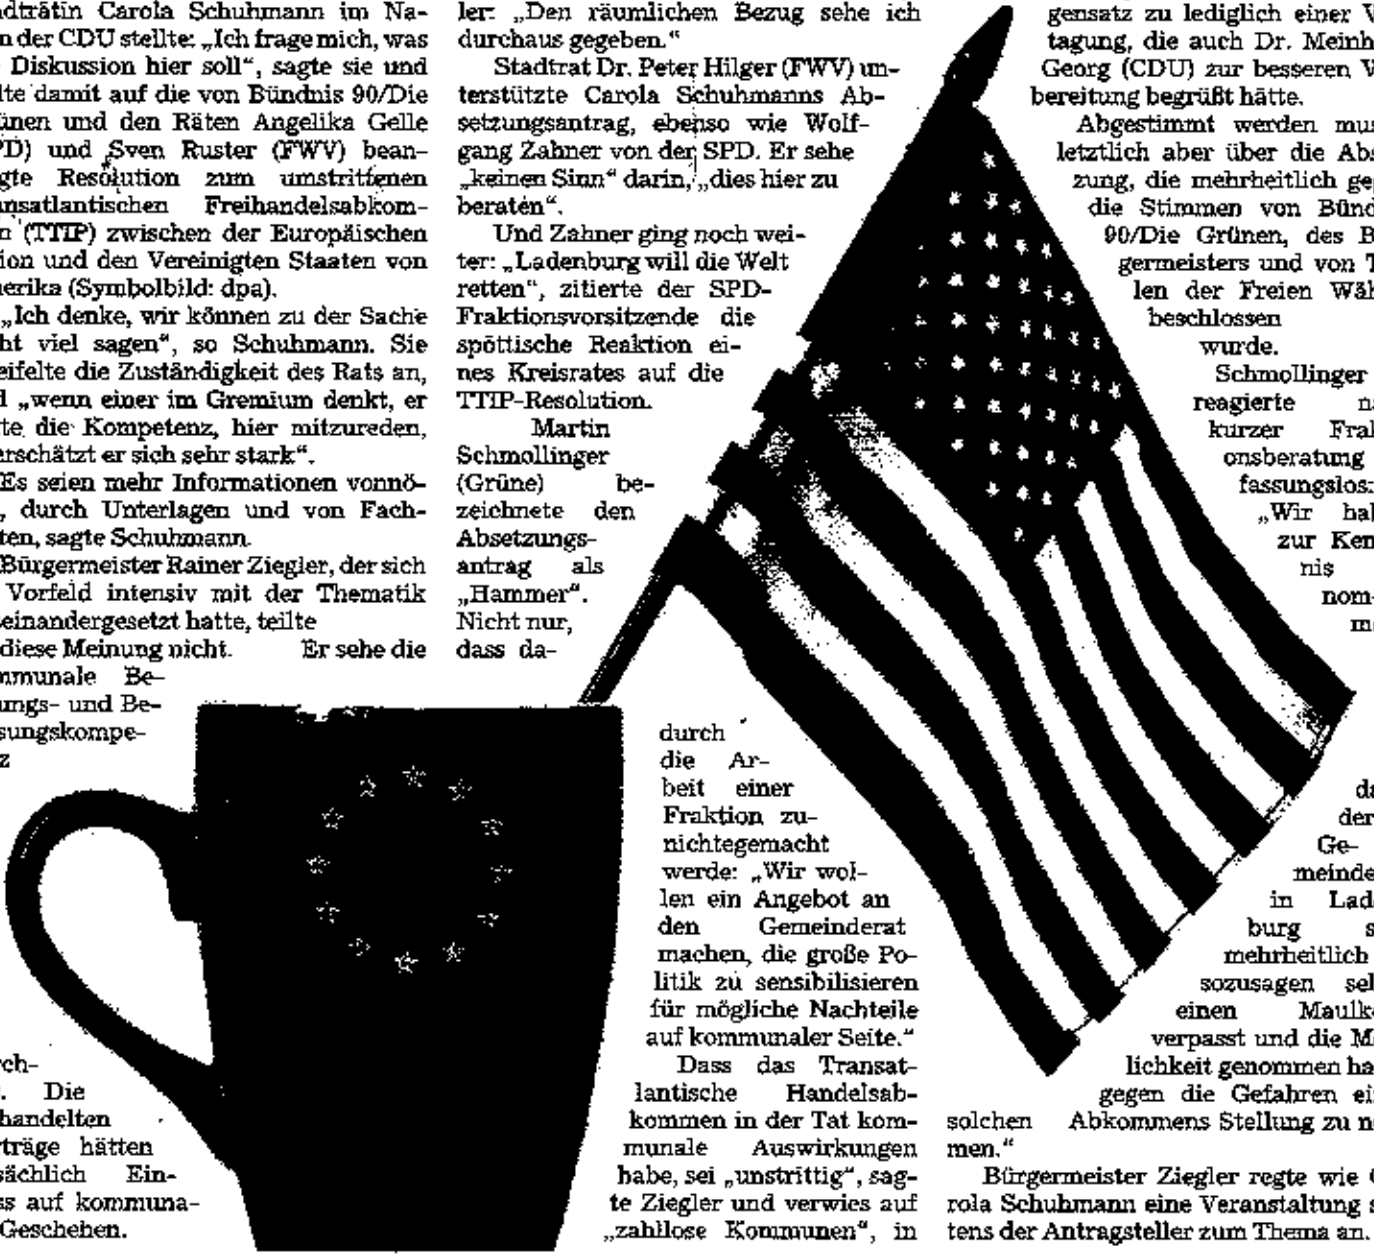 dträtin Carola Schuhmann im Na-
n der CDU stellte: „Ich frage mich, was
Diskussion hier soll“, sagte sie und
lte damit auf die von Bündnis 90/Die
ünen und den Räten Angelika Gelle
PD) und Sven Ruster (FWV) bean-
gte Resolution zum umstrittenen
ansatlantischen Freihandelsabkom-
n (TTIP) zwischen der Europäischen
ion und den Vereinigten Staaten von
nerika (Symbolbild: dpa).
„Ich denke, wir können zu der Sache
ht viel sagen“, so Schuhmann. Sie
eifelte die Zuständigkeit des Rats an,
d „wenn einer im Gremium denkt, er
te die Kompetenz, hier mitzureden,
erschätzt er sich sehr stark“.
Es seien mehr Informationen vonnö-
, durch Unterlagen und von Fach-
ten, sagte Schuhmann.
Bürgermeister Rainer Ziegler, der sich
Vorfeld intensiv mit der Thematik
seinandergesetzt hatte, teilte
diese Meinung nicht. Er sehe die
mmunale Be-
ungs- und Be-
sungskompe-
z
rch-
. Die
handelten
rträge hätten
sächlich Ein-
ss auf kommuna-
Geschehen.
ler: „Den räumlichen Bezug sehe ich
durchaus gegeben.“
Stadtrat Dr. Peter Hilger (FWV) un-
terstützte Carola Schuhmanns Ab-
setzungsantrag, ebenso wie Wolf-
gang Zahner von der SPD. Er sehe
„keinen Sinn“ darin, „dies hier zu
beraten“.
Und Zahner ging noch wei-
ter: „Ladenburg will die Welt
retten“, zitierte der SPD-
Fraktionsvorsitzende die
spöttische Reaktion ei-
nes Kreisrates auf die
TTIP-Resolution.
Martin
Schmollinger
(Grüne) be-
zeichnete den
Absetzungs-
antrag als
„Hammer“.
Nicht nur,
dass da-
durch
die Ar-
beit einer
Fraktion zu-
nichtegemacht
werde: „Wir wol-
len ein Angebot an
den Gemeinderat
machen, die große Po-
litik zu sensibilisieren
für mögliche Nachteile
auf kommunaler Seite.“
Dass das Transat-
lantische Handelsab-
kommen in der Tat kom-
munale Auswirkungen
habe, sei „unstrittig“, sag-
te Ziegler und verwies auf
„zahllose Kommunen“, in
gensatz zu lediglich einer V
tagung, die auch Dr. Meinh
Georg (CDU) zur besseren V
bereitung begrüßt hätte.
Abgestimmt werden mus
letztlich aber über die Abs
zung, die mehrheitlich geg
die Stimmen von Bünd
90/Die Grünen, des B
germeisters und von T
len der Freien Wäh
beschlossen
wurde.
Schmollinger
reagierte na
kurzer Frak
onsberatung
fassungslos:
„Wir hal
zur Ken
nis
nom-
m
da
der
Ge-
meinde
in Lad
burg s
mehrheitlich
sozusagen sel
einen Maulk
verpasst und die M
lichkeit genommen ha
gegen die Gefahren ei
solchen Abkommens Stellung zu n
men.“
Bürgermeister Ziegler regte wie C
rola Schuhmann eine Veranstaltung s
tens der Antragsteller zum Thema an.